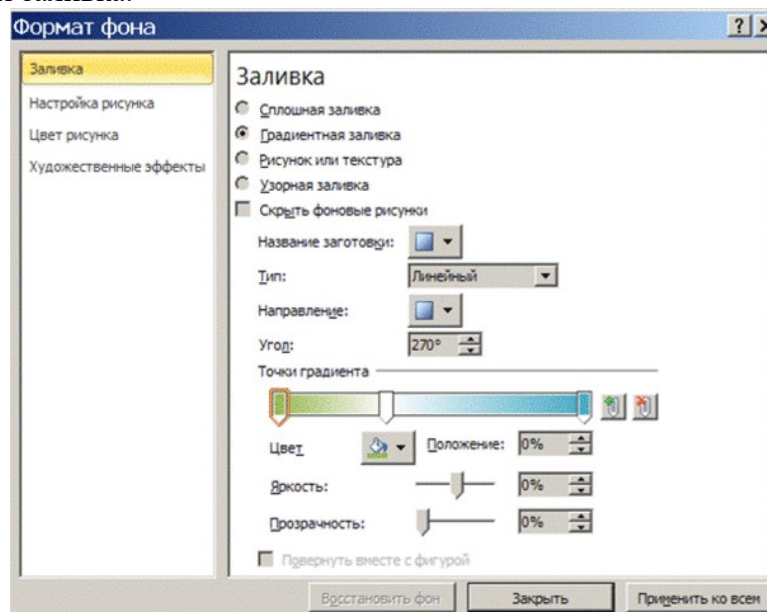 Формат фона
Заливка
Настройка рисунка
Цвет рисунка
Художественные эффекты
Заливка
Сплошная заливка
Градиентная заливка
Рисунок или текстура
Узорная заливка
Скрыть фоновые рисунки
Название заготовки:
Тип: Линейный
Направление:
Угол: 270°
Точки градиента
Цвет Положение: 0%
Яркость: 0%
Прозрачность: 0%
Повернуть вместе с фигурой
Восстановить фон Закрыть Применить ко всем